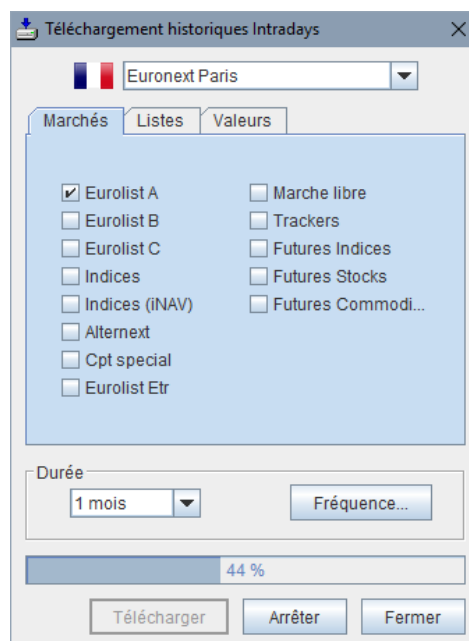 Téléchargement historiques Intradays
Euronext Paris
Marchés Listes Valeurs
Eurolist A Marche libre
Eurolist B Trackers
Eurolist C Futures Indices
Indices Futures Stocks
Indices (iNAV) Futures Commodi...
Alternext
Cpt special
Eurolist Etr
Durée
1 mois Fréquence...
44 %
Télécharger Arrêter Fermer